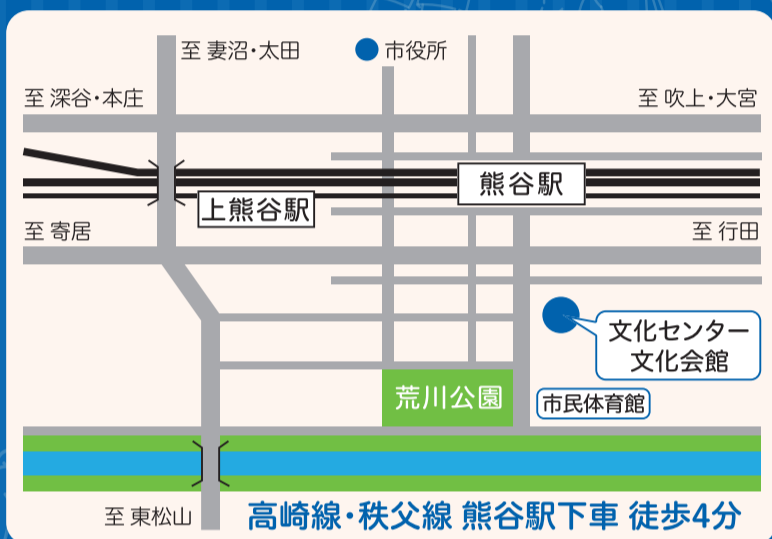 至 妻沼・太田
市役所
至 深谷・本庄
至 吹上・大宮
熊谷駅
上熊谷駅
至 寄居
至 行田
文化センター
文化会館
荒川公園
市民体育館
至 東松山
高崎線・秩父線 熊谷駅下車 徒歩4分